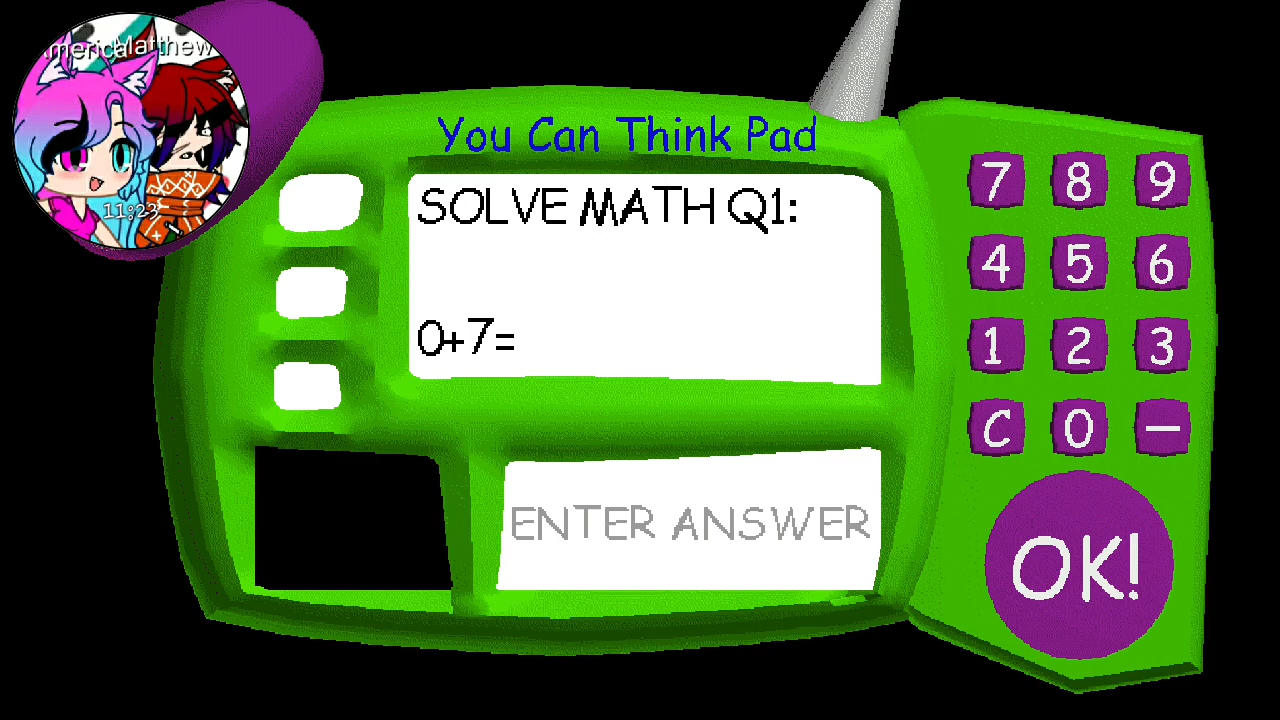 AmericaMatthew
11:23
You Can Think Pad
SOLVE MATH Q1:
0+7=
ENTER ANSWER
7 8 9
4 5 6
1 2 3
C 0 –
OK!